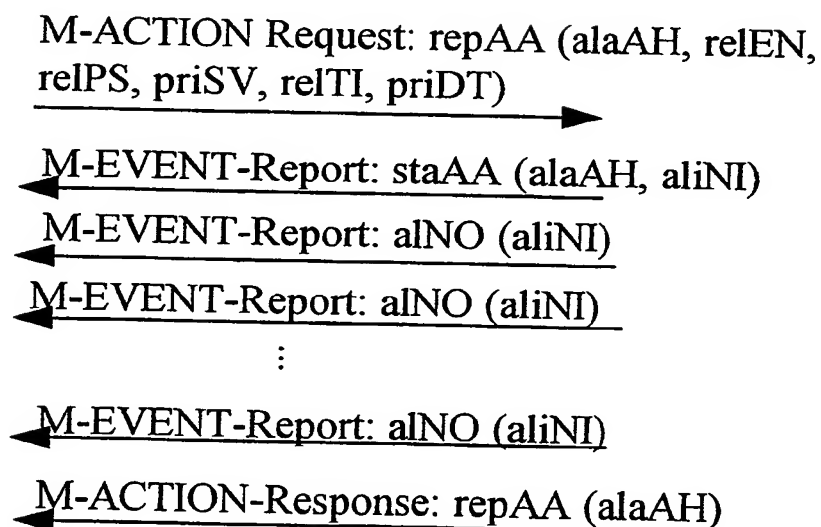 M-ACTION Request: repAA (alaAH, relEN,
relPS, priSV, relTI, priDT)
M-EVENT-Report: staAA (alaAH, aliNI)
M-EVENT-Report: alNO (aliNI)
M-EVENT-Report: alNO (aliNI)
⋮
M-EVENT-Report: alNO (aliNI)
M-ACTION-Response: repAA (alaAH)